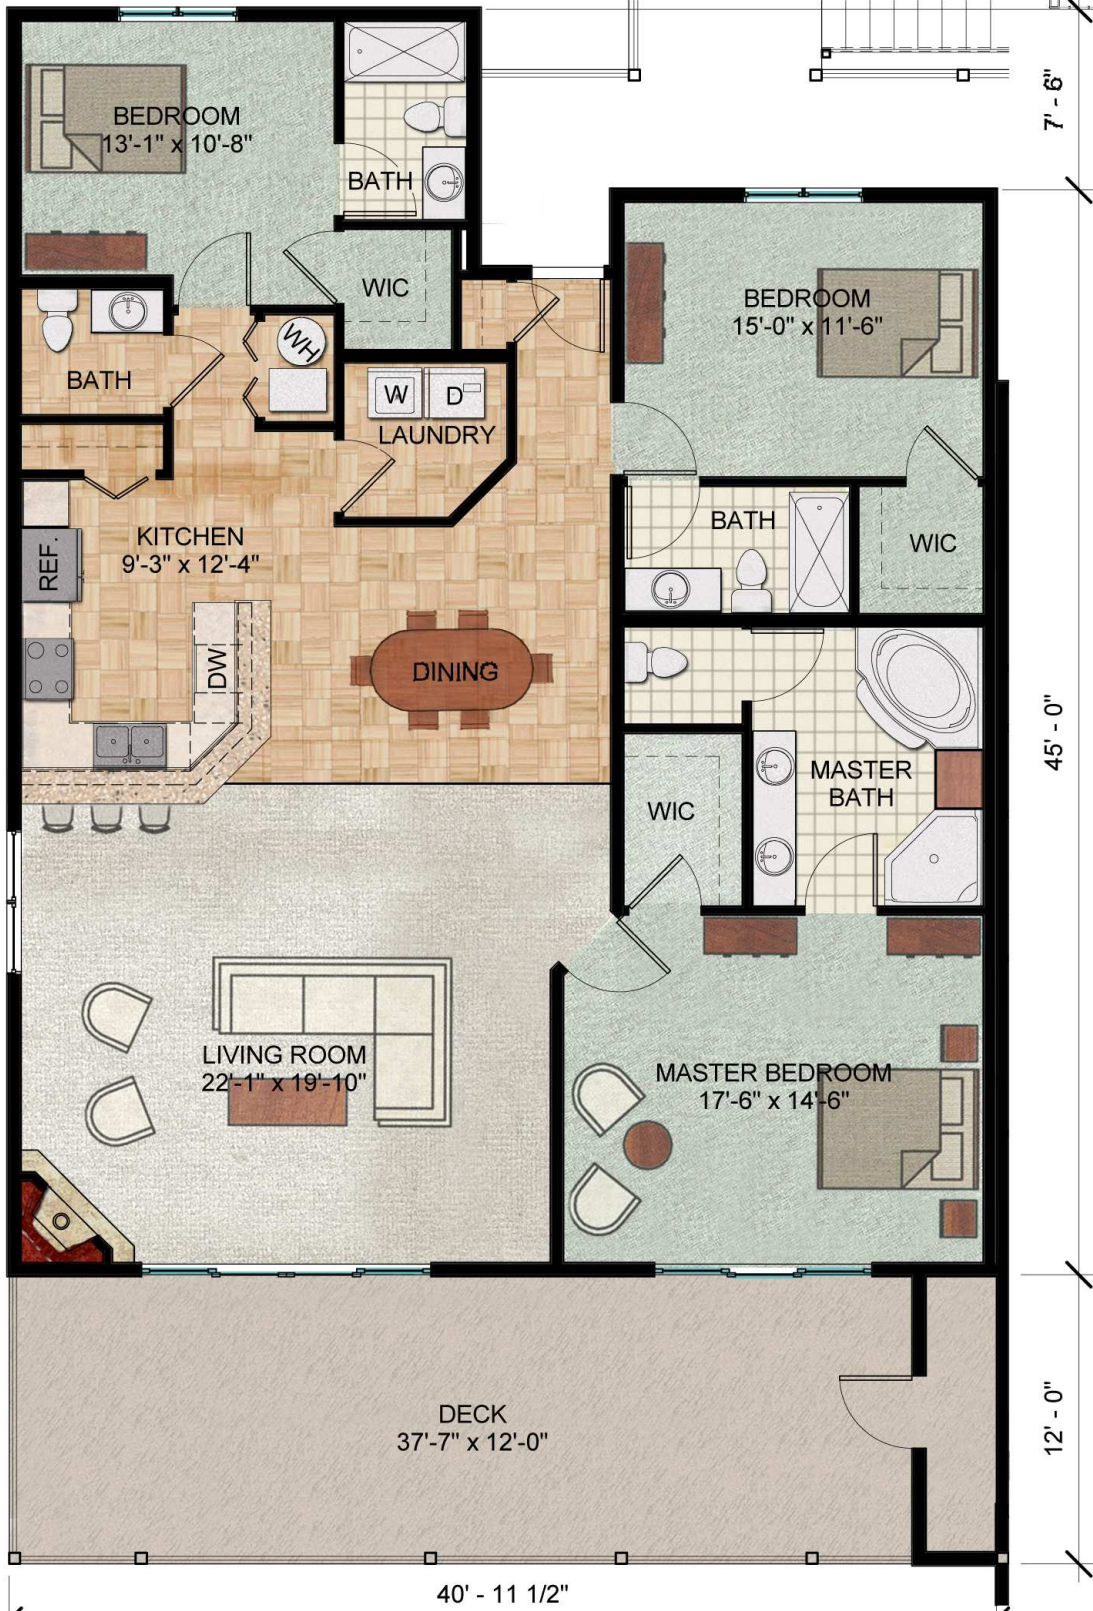 BEDROOM
13'-1" x 10'-8"
BATH
7' - 6"
WIC
BEDROOM
15'-0" x 11'-6"
WH
BATH
W
D
LAUNDRY
KITCHEN
9'-3" x 12'-4"
REF.
BATH
WIC
DW
DINING
45' - 0"
MASTER
BATH
WIC
LIVING ROOM
22'-1" x 19'-10"
MASTER BEDROOM
17'-6" x 14'-6"
DECK
37'-7" x 12'-0"
12' - 0"
40' - 11 1/2"